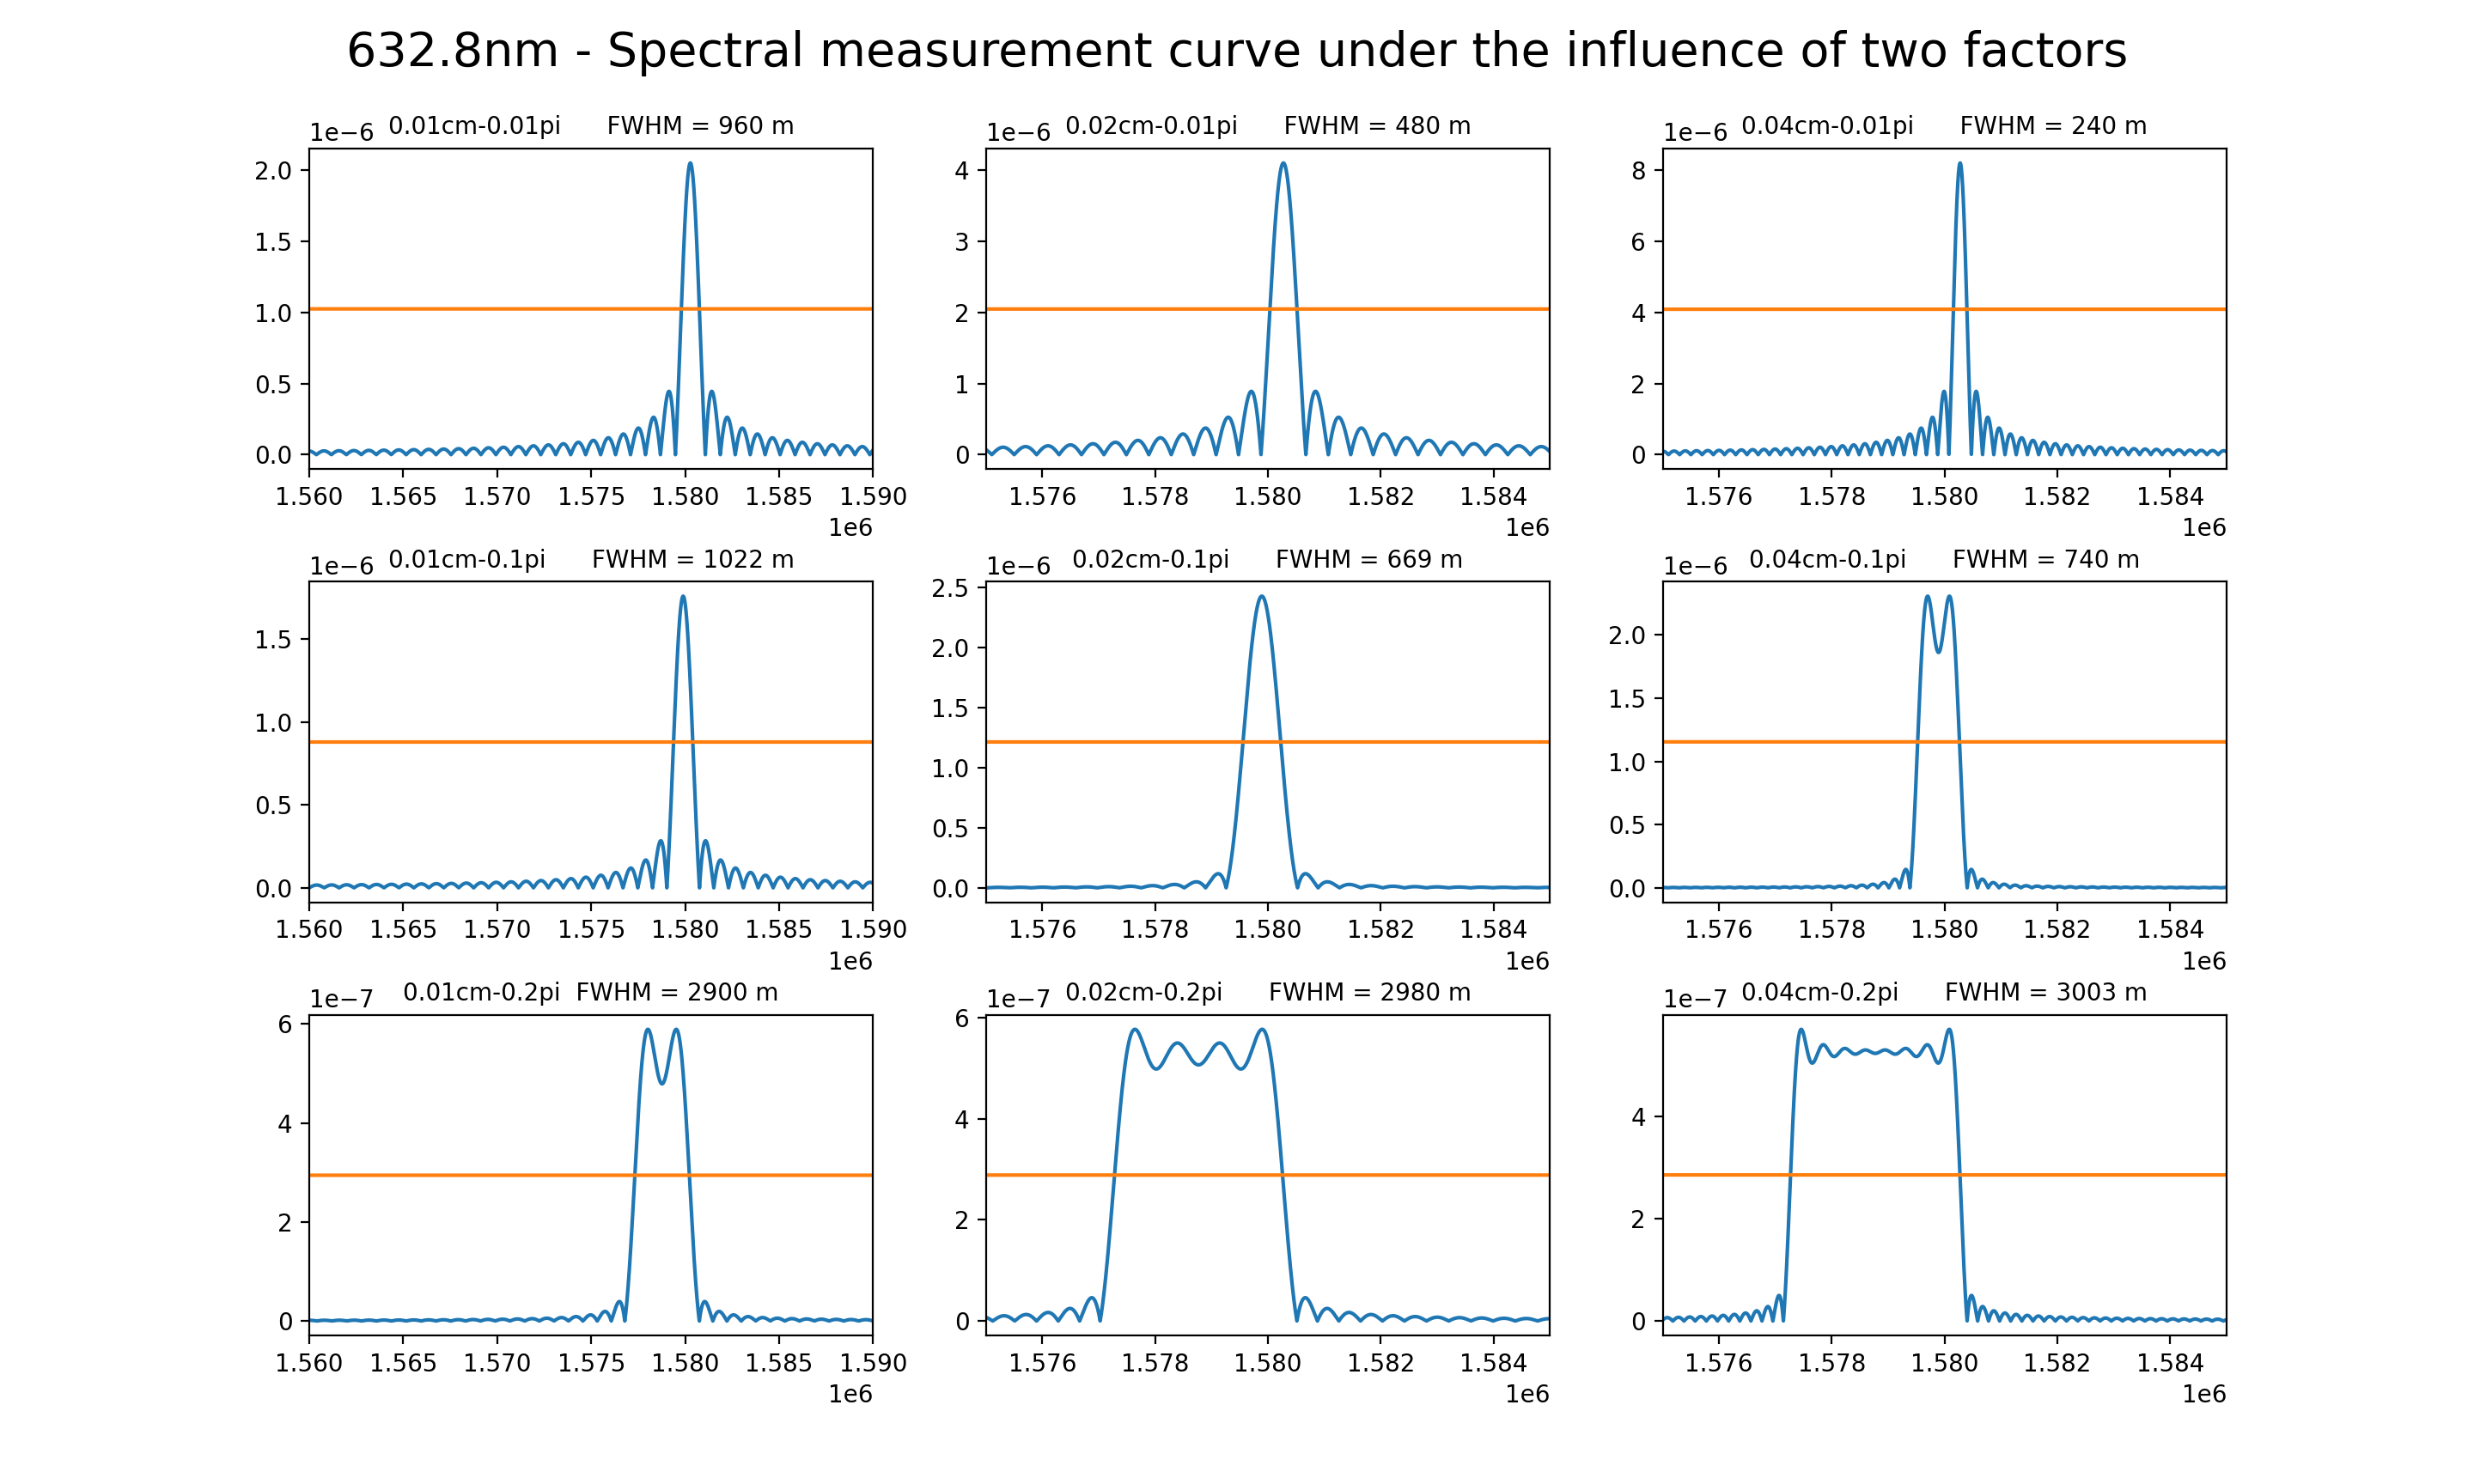 632.8nm - Spectral measurement curve under the influence of two factors
1e−6 0.01cm-0.01pi FWHM = 960 m
2.0
1.5
1.0
0.5
0.0
1.560 1.565 1.570 1.575 1.580 1.585 1.590
1e6
1e−6 0.02cm-0.01pi FWHM = 480 m
4
3
2
1
0
1.576 1.578 1.580 1.582 1.584
1e6
1e−6 0.04cm-0.01pi FWHM = 240 m
8
6
4
2
0
1.576 1.578 1.580 1.582 1.584
1e6
1e−6 0.01cm-0.1pi FWHM = 1022 m
1.5
1.0
0.5
0.0
1.560 1.565 1.570 1.575 1.580 1.585 1.590
1e6
1e−6 0.02cm-0.1pi FWHM = 669 m
2.5
2.0
1.5
1.0
0.5
0.0
1.576 1.578 1.580 1.582 1.584
1e6
1e−6 0.04cm-0.1pi FWHM = 740 m
2.0
1.5
1.0
0.5
0.0
1.576 1.578 1.580 1.582 1.584
1e6
1e−7 0.01cm-0.2pi FWHM = 2900 m
6
4
2
0
1.560 1.565 1.570 1.575 1.580 1.585 1.590
1e6
1e−7 0.02cm-0.2pi FWHM = 2980 m
6
4
2
0
1.576 1.578 1.580 1.582 1.584
1e6
1e−7 0.04cm-0.2pi FWHM = 3003 m
4
2
0
1.576 1.578 1.580 1.582 1.584
1e6